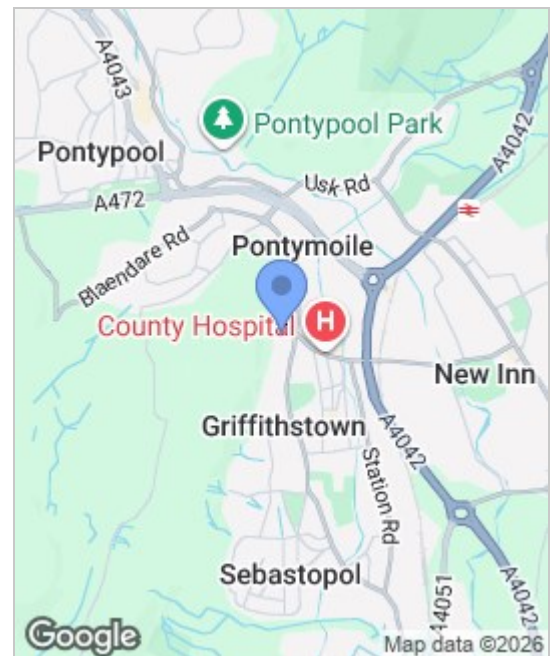 A4043
Pontypool Park
A4042
Pontypool
Usk Rd
A472
Blaendare Rd
Pontymoile
County Hospital
H
New Inn
Griffithstown
A4042
Station Rd
Sebastopol
A4051
A4042
Google
Map data ©2026